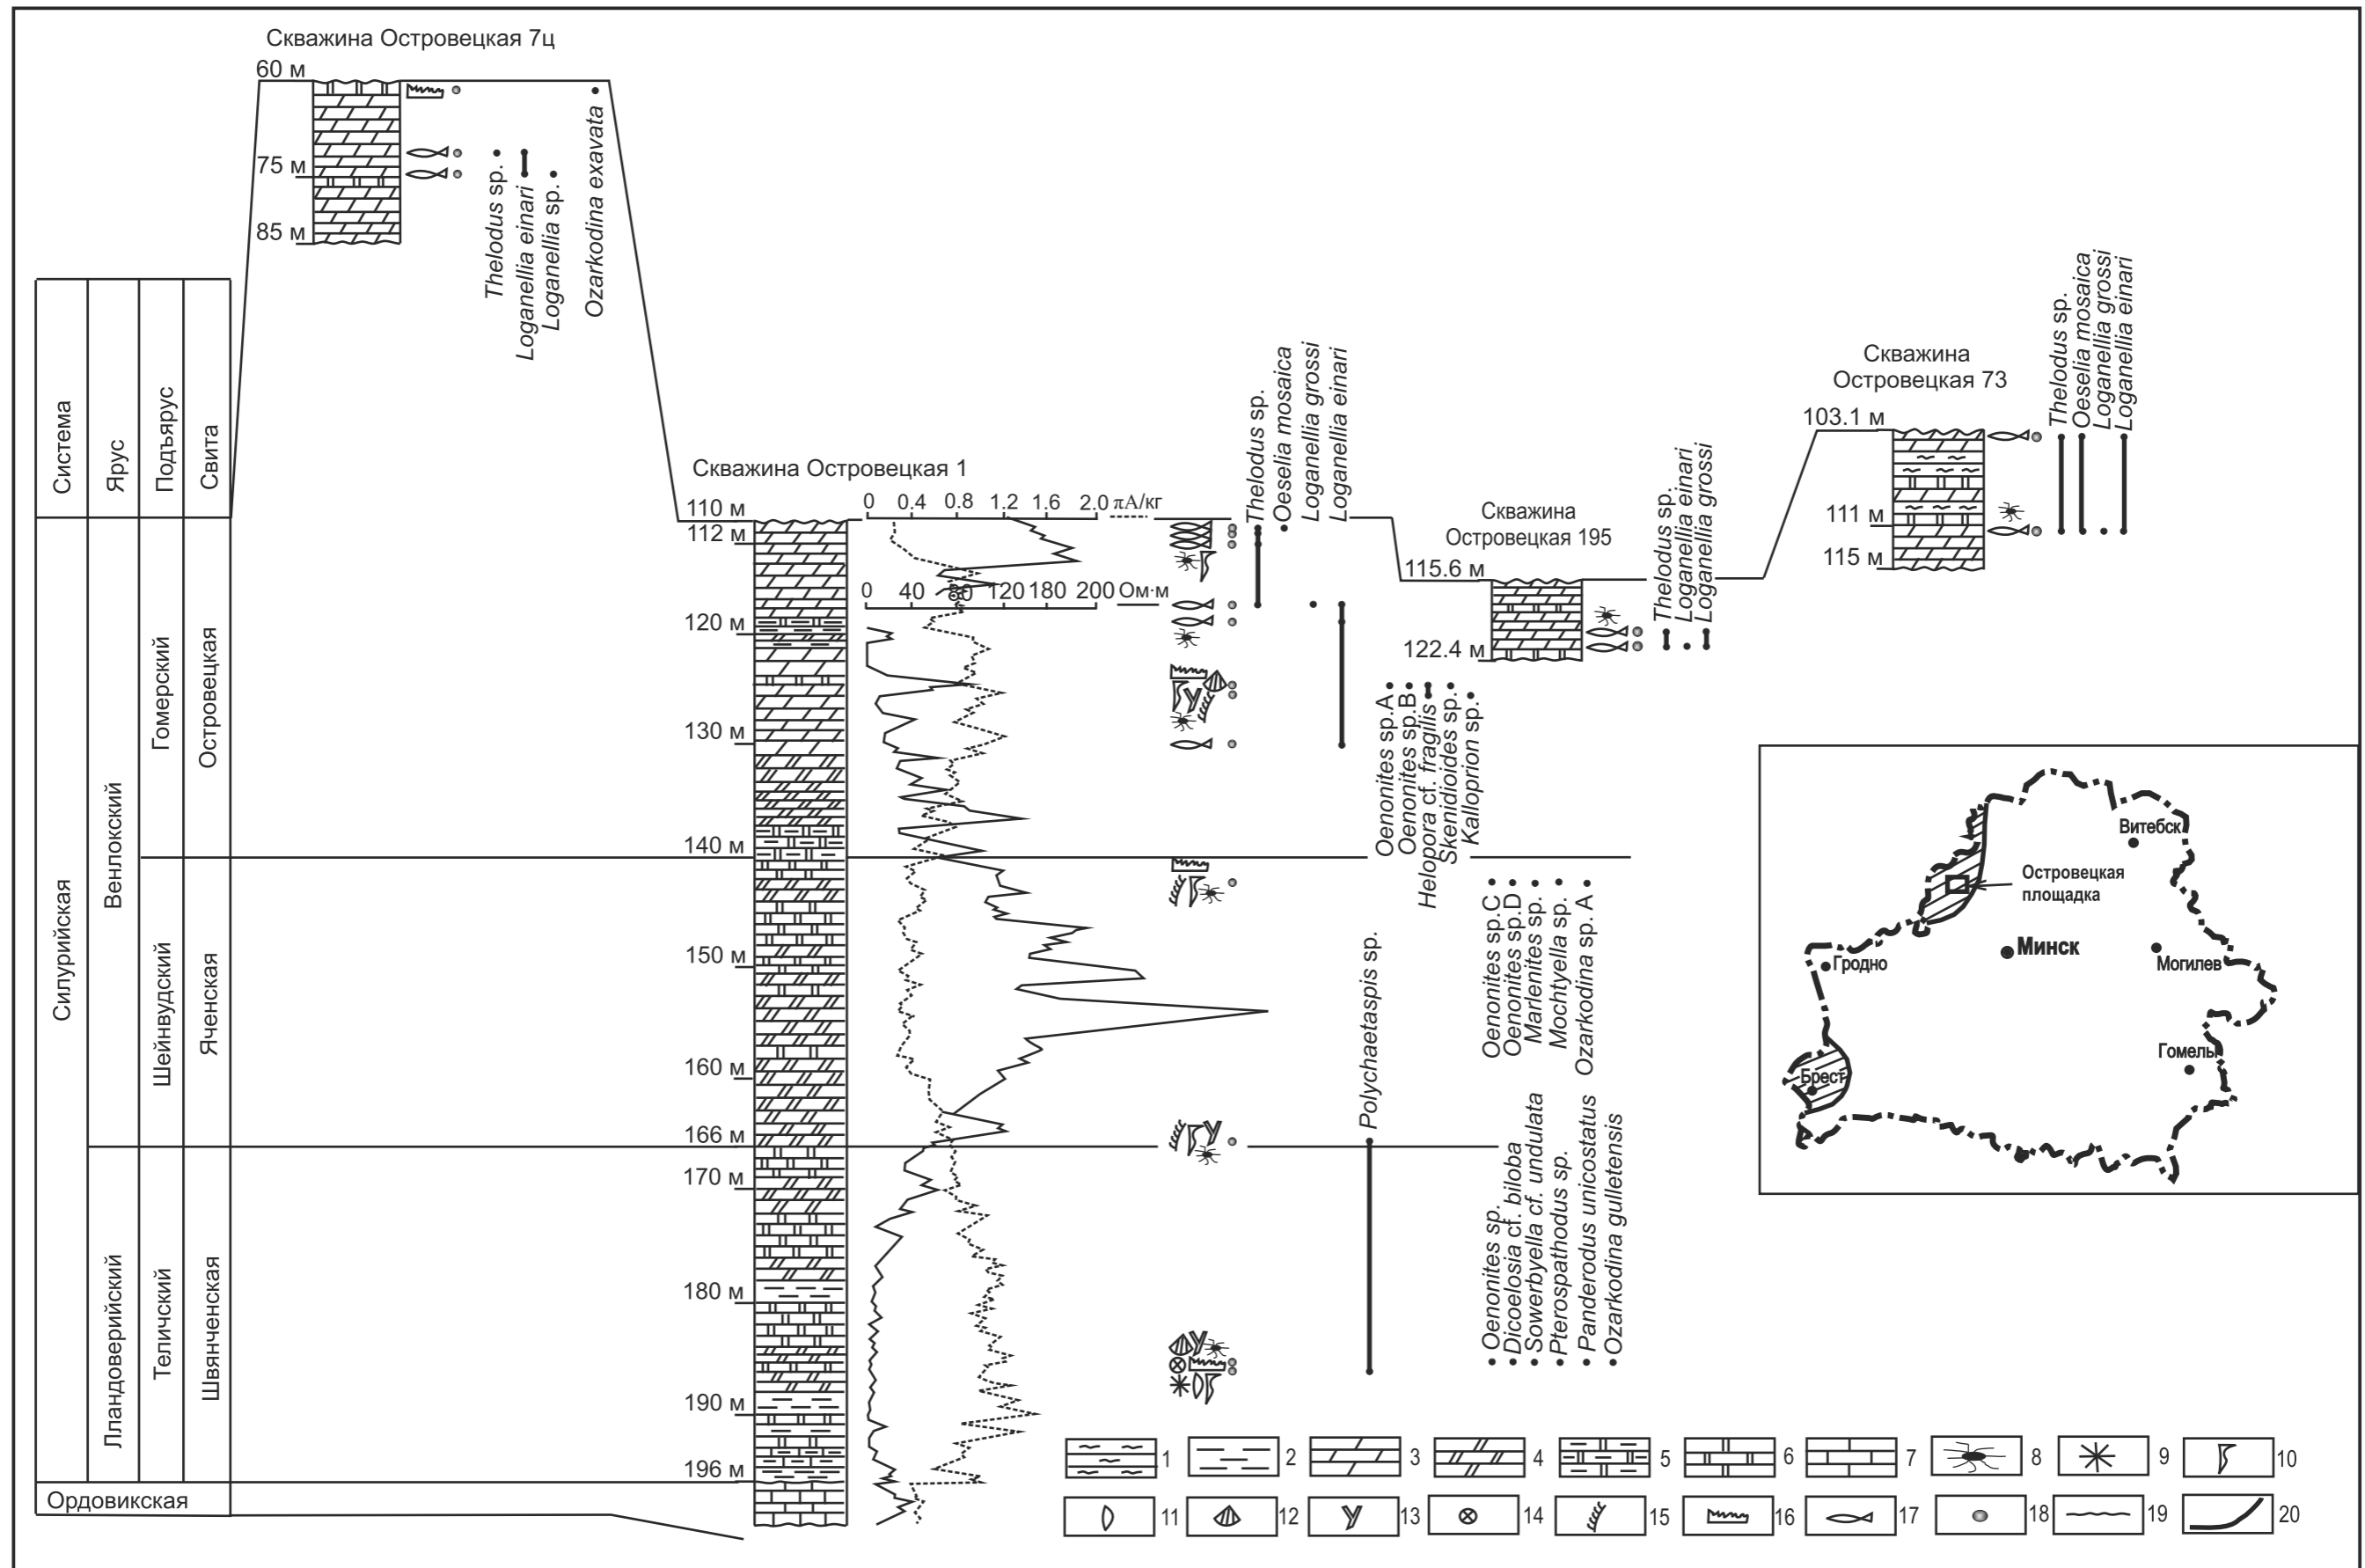 Скважина Островецкая 7ц
60 м
75 м
85 м
Thelodus sp.
Loganellia einari
Loganellia sp.
Ozarkodina exavata
Система
Ярус
Подъярус
Свита
Силурийская
Венлокский
Гомерский
Островецкая
Шейнвудский
Яченская
Лландоверийский
Теличский
Швянченская
Ордовикская
Скважина Островецкая 1
110 м
112 м
120 м
130 м
140 м
150 м
160 м
166 м
170 м
180 м
190 м
196 м
0 0.4 0.8 1.2 1.6 2.0 πА/кг
0 40 80 120 180 200 Ом·м
Thelodus sp.
Oeselia mosaica
Loganellia grossi
Loganellia einari
Oenonites sp.A
Oenonites sp.B
Helopora cf. fragilis
Skenidioides sp.
Kalloprion sp.
Oenonites sp.C
Oenonites sp.D
Marlenites sp.
Mochtyella sp.
Ozarkodina sp. A
Polychaetaspis sp.
Oenonites sp.
Dicoelosia cf. biloba
Sowerbyella cf. undulata
Pterospathodus sp.
Panderodus unicostatus
Ozarkodina gulletensis
Скважина
Островецкая 195
115.6 м
122.4 м
Thelodus sp.
Loganellia einari
Loganellia grossi
Скважина
Островецкая 73
103.1 м
111 м
115 м
Thelodus sp.
Oeselia mosaica
Loganellia grossi
Loganellia einari
Витебск
Островецкая
площадка
Минск
Гродно
Могилев
Гомель
Брест
1 2 3 4 5 6 7 8 9 10
11 12 13 14 15 16 17 18 19 20